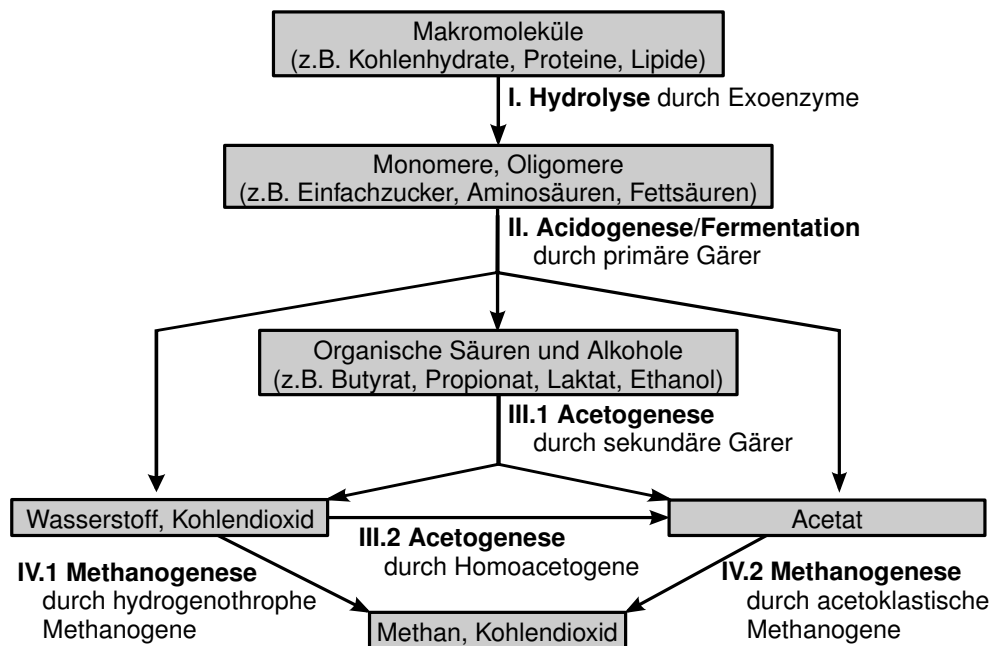 Makromoleküle
(z.B. Kohlenhydrate, Proteine, Lipide)
I. Hydrolyse durch Exoenzyme
Monomere, Oligomere
(z.B. Einfachzucker, Aminosäuren, Fettsäuren)
II. Acidogenese/Fermentation
durch primäre Gärer
Organische Säuren und Alkohole
(z.B. Butyrat, Propionat, Laktat, Ethanol)
III.1 Acetogenese
durch sekundäre Gärer
Wasserstoff, Kohlendioxid
Acetat
III.2 Acetogenese
durch Homoacetogene
IV.1 Methanogenese
durch hydrogenothrophe
Methanogene
IV.2 Methanogenese
durch acetoklastische
Methanogene
Methan, Kohlendioxid